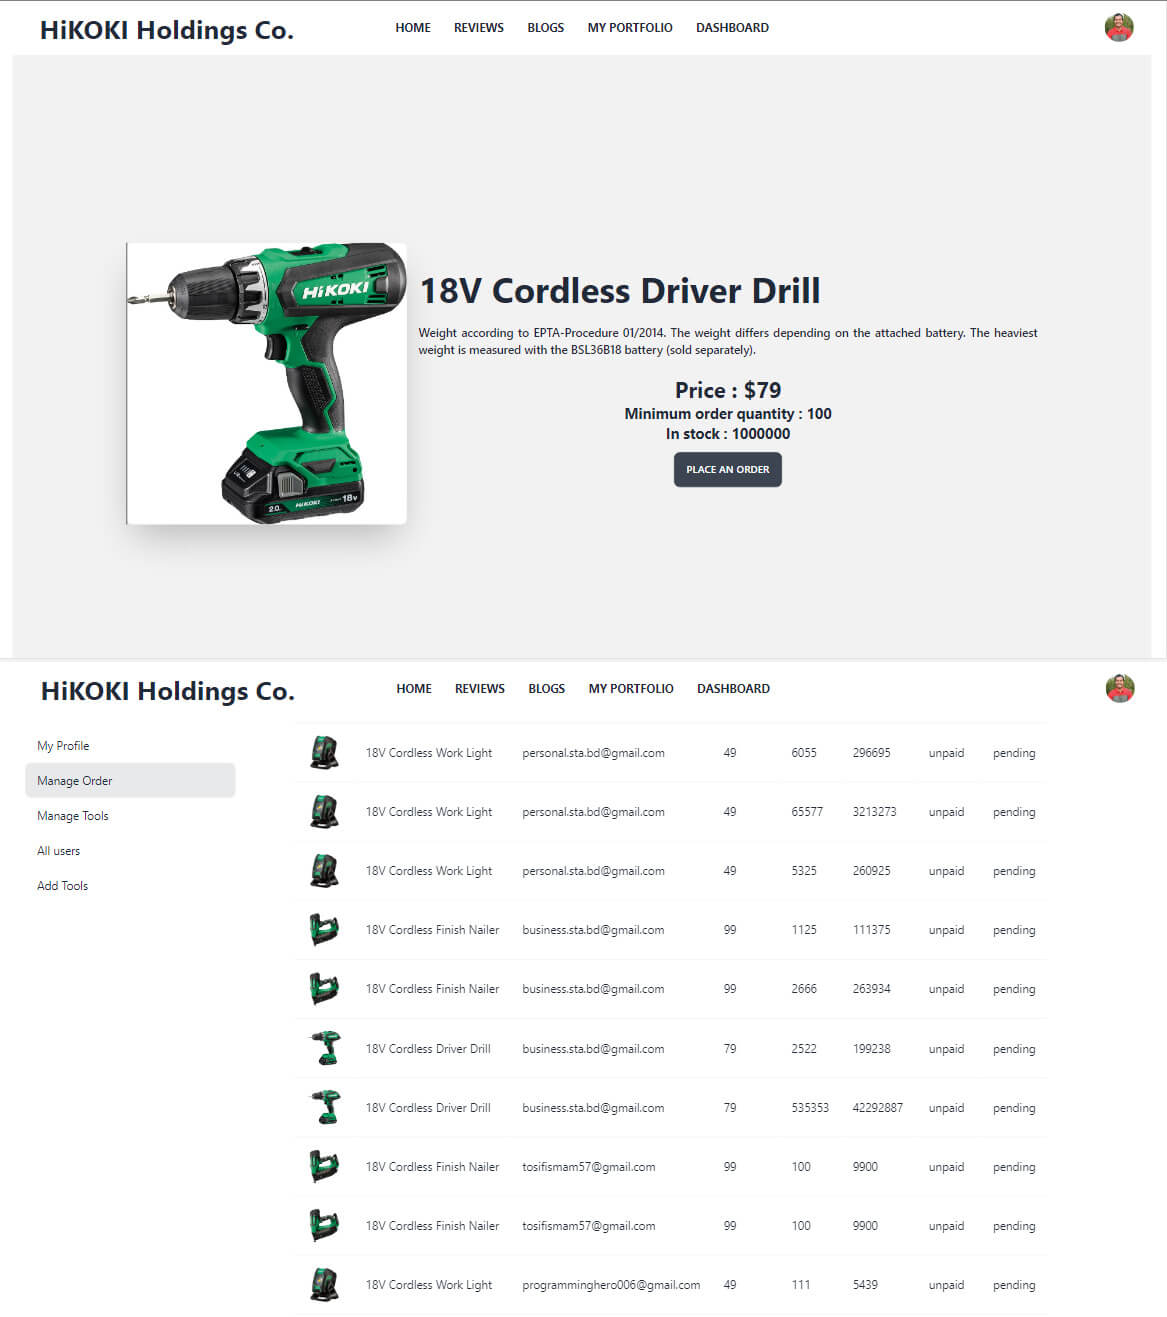 HiKOKI Holdings Co.
HOME REVIEWS BLOGS MY PORTFOLIO DASHBOARD
HiKOKI
2.0 HiKOKI 18v
18V Cordless Driver Drill
Weight according to EPTA-Procedure 01/2014. The weight differs depending on the attached battery. The heaviest
weight is measured with the BSL36B18 battery (sold separately).
Price : $79
Minimum order quantity : 100
In stock : 1000000
PLACE AN ORDER
HiKOKI Holdings Co.
HOME REVIEWS BLOGS MY PORTFOLIO DASHBOARD
My Profile
Manage Order
Manage Tools
All users
Add Tools
18V Cordless Work Light personal.sta.bd@gmail.com 49 6055 296695 unpaid pending
18V Cordless Work Light personal.sta.bd@gmail.com 49 65577 3213273 unpaid pending
18V Cordless Work Light personal.sta.bd@gmail.com 49 5325 260925 unpaid pending
18V Cordless Finish Nailer business.sta.bd@gmail.com 99 1125 111375 unpaid pending
18V Cordless Finish Nailer business.sta.bd@gmail.com 99 2666 263934 unpaid pending
18V Cordless Driver Drill business.sta.bd@gmail.com 79 2522 199238 unpaid pending
18V Cordless Driver Drill business.sta.bd@gmail.com 79 535353 42292887 unpaid pending
18V Cordless Finish Nailer tosifismam57@gmail.com 99 100 9900 unpaid pending
18V Cordless Finish Nailer tosifismam57@gmail.com 99 100 9900 unpaid pending
18V Cordless Work Light programminghero006@gmail.com 49 111 5439 unpaid pending